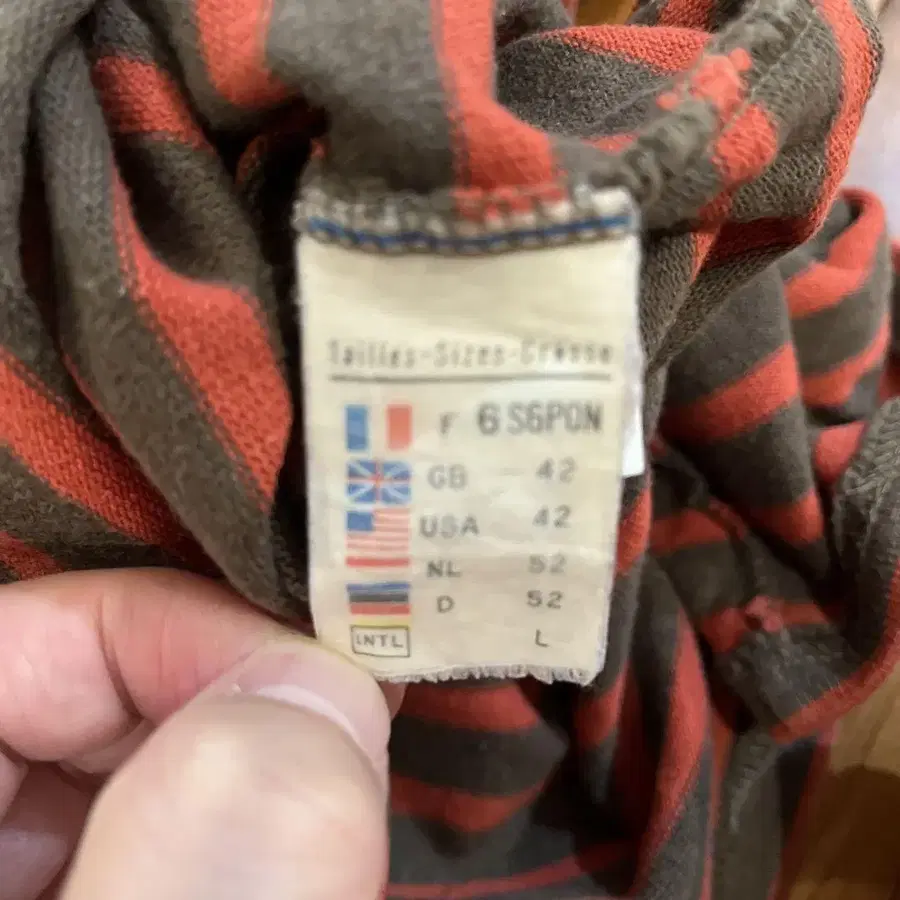 Tailles-Sizes-Grösse
F 6 S6PON
GB 42
USA 42
NL 52
D 52
INTL L